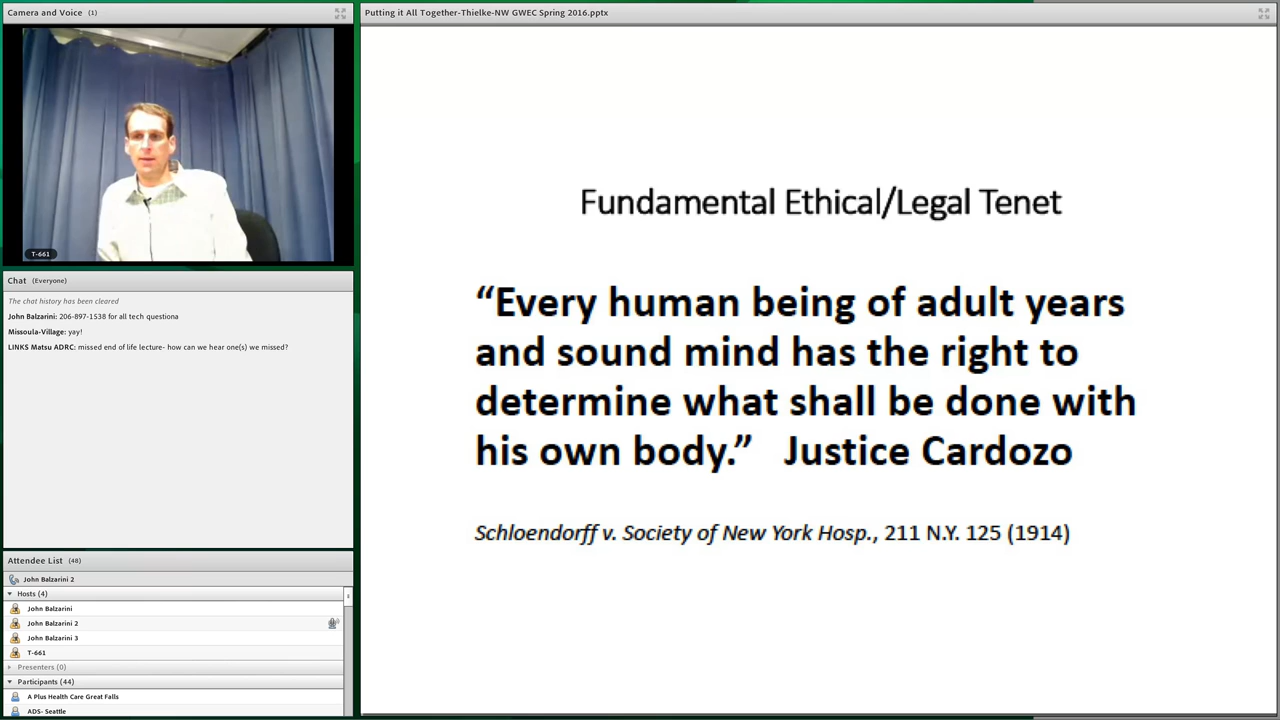 Camera and Voice (1)
T-661
Chat (Everyone)
The chat history has been cleared
John Balzarini: 206-897-1538 for all tech questiona
Missoula-Village: yay!
LINKS Matsu ADRC: missed end of life lecture- how can we hear one(s) we missed?
Attendee List (48)
John Balzarini 2
Hosts (4)
John Balzarini
John Balzarini 2
John Balzarini 3
T-661
Presenters (0)
Participants (44)
A Plus Health Care Great Falls
ADS- Seattle
Putting it All Together-Thielke-NW GWEC Spring 2016.pptx
Fundamental Ethical/Legal Tenet
“Every human being of adult years
and sound mind has the right to
determine what shall be done with
his own body.” Justice Cardozo
Schloendorff v. Society of New York Hosp., 211 N.Y. 125 (1914)